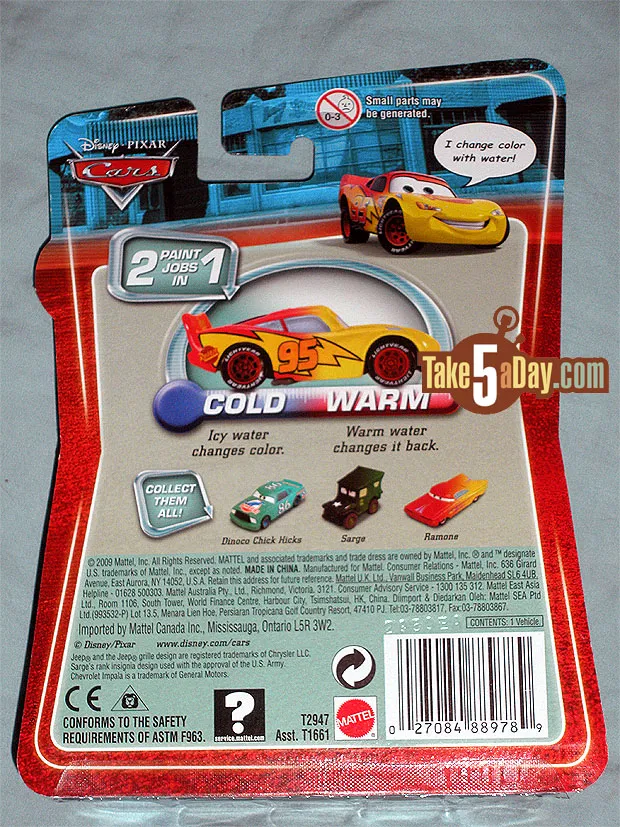 0-3
Small parts may
be generated.
DISNEY · PIXAR
Cars
I change color
with water!
2 PAINT JOBS IN 1
LIGHTYEAR
95
LIGHTYEAR
Take5aDay.com
COLD WARM
Icy water
changes color.
Warm water
changes it back.
COLLECT
THEM
ALL!
86
Dinoco Chick Hicks
Sarge
Ramone
© 2009 Mattel, Inc. All Rights Reserved. MATTEL and associated trademarks and trade dress are owned by Mattel, Inc. ® and ™ designate
U.S. trademarks of Mattel, Inc., except as noted. MADE IN CHINA. Manufactured for Mattel. Consumer Relations - Mattel, Inc. 636 Girard
Avenue, East Aurora, NY 14052, U.S.A. Retain this address for future reference. Mattel U.K. Ltd., Vanwall Business Park, Maidenhead SL6 4UB.
Helpline - 01628 500303. Mattel Australia Pty., Ltd., Richmond, Victoria. 3121. Consumer Advisory Service - 1300 135 312. Mattel East Asia
Ltd., Room 1106, South Tower, World Finance Centre, Harbour City, Tsimshatsui, HK, China. Diimport & Diedarkan Oleh: Mattel SEA Ptd
Ltd.(993532-P) Lot 13.5, Menara Lien Hoe, Persiaran Tropicana Golf Country Resort, 47410 PJ. Tel:03-78803817. Fax:03-78803867.
Imported by Mattel Canada Inc., Mississauga, Ontario L5R 3W2.
CONTENTS: 1 Vehicle.
© Disney/Pixar www.disney.com/cars
Jeep® and the Jeep® grille design are registered trademarks of Chrysler LLC.
Sarge's rank insignia design used with the approval of the U.S. Army.
Chevrolet Impala is a trademark of General Motors.
CE
CONFORMS TO THE SAFETY
REQUIREMENTS OF ASTM F963.
?
service.mattel.com
T2947
Asst. T1661
MATTEL
0 27084 88978 9